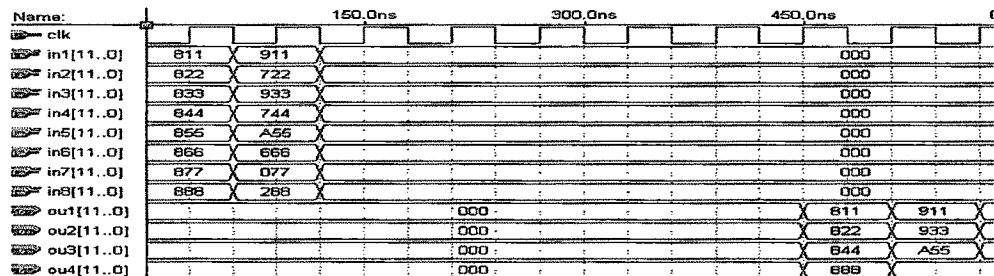 Name: 150.0ns 300.0ns 450.0ns
clk
in1[11..0] 811 911 000
in2[11..0] 822 722 000
in3[11..0] 833 933 000
in4[11..0] 844 744 000
in5[11..0] 855 A55 000
in6[11..0] 866 666 000
in7[11..0] 877 077 000
in8[11..0] 888 288 000
ou1[11..0] 000 811 911
ou2[11..0] 000 822 933
ou3[11..0] 000 844 A55
ou4[11..0] 000 888